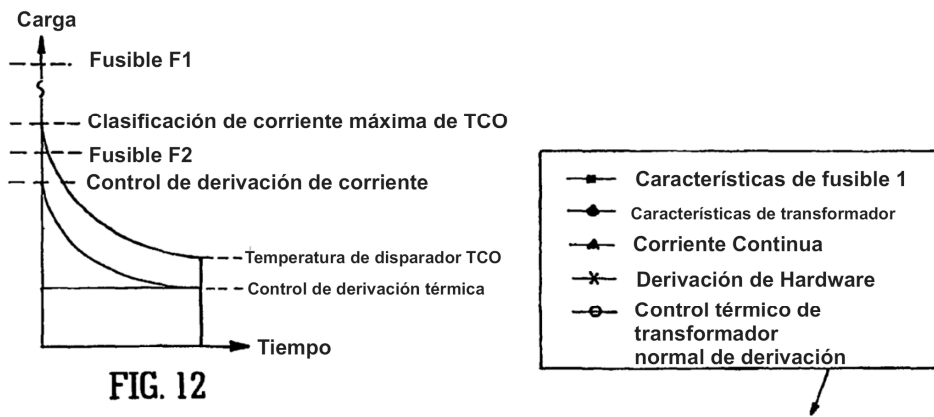 Carga
Fusible F1
Clasificación de corriente máxima de TCO
Fusible F2
Control de derivación de corriente
Temperatura de disparador TCO
Control de derivación térmica
Tiempo
FIG. 12
Características de fusible 1
Características de transformador
Corriente Continua
Derivación de Hardware
Control térmico de
transformador
normal de derivación